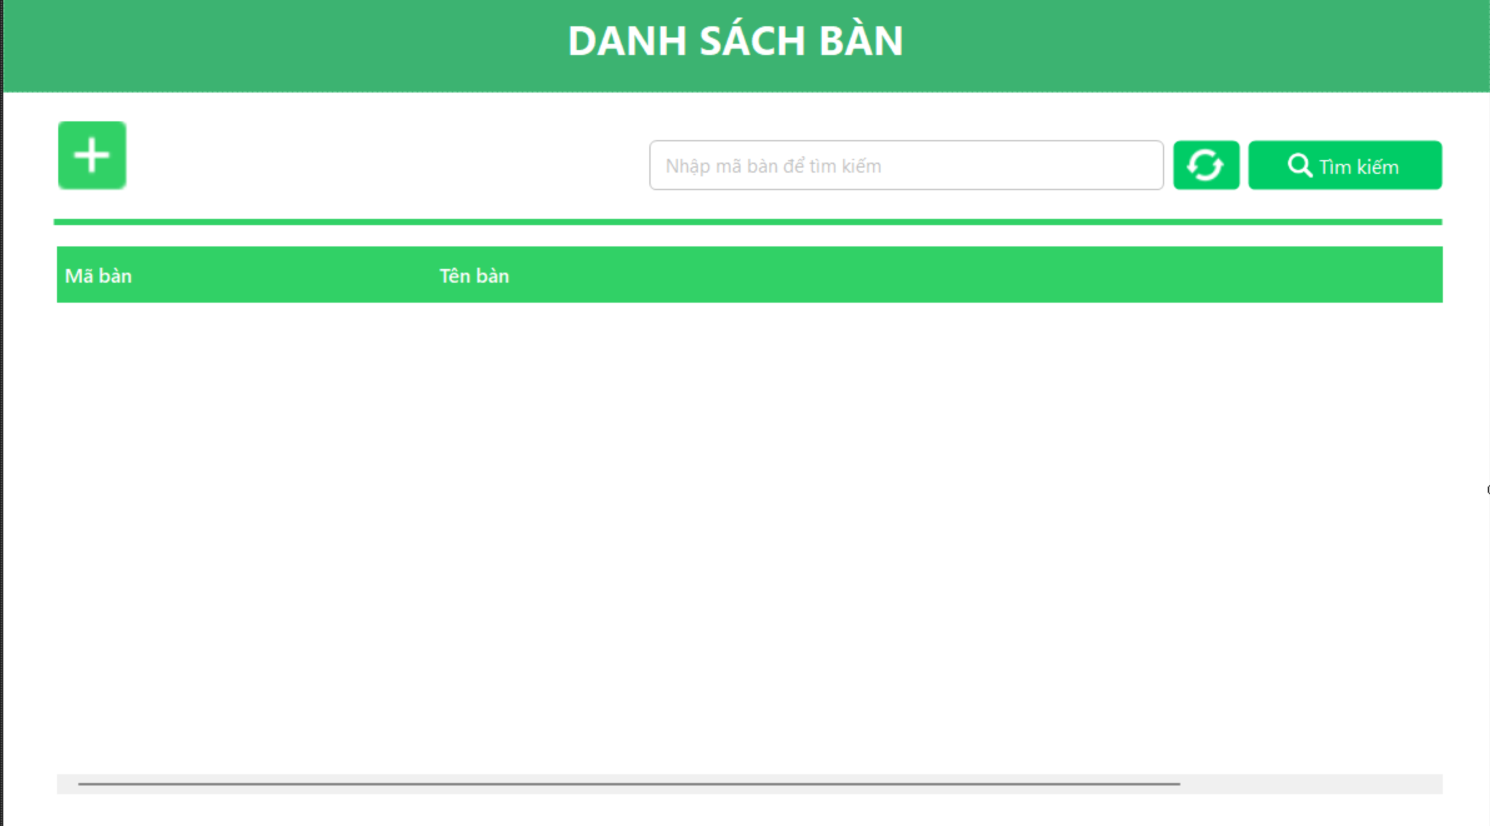 DANH SÁCH BÀN
Nhập mã bàn để tìm kiếm
Tìm kiếm
Mã bàn
Tên bàn